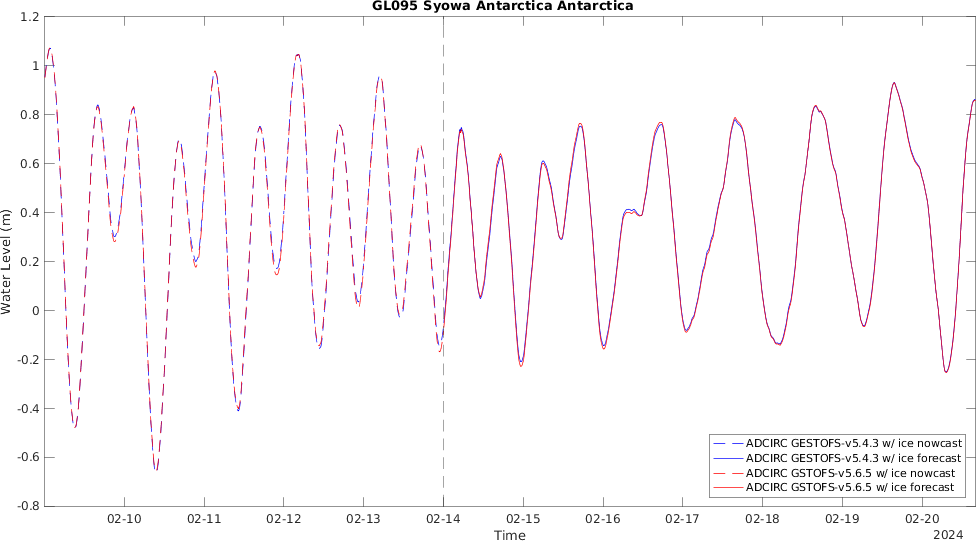 GL095 Syowa Antarctica Antarctica
1.2
1
0.8
0.6
0.4
0.2
0
-0.2
-0.4
-0.6
-0.8
Water Level (m)
ADCIRC GESTOFS-v5.4.3 w/ ice nowcast
ADCIRC GESTOFS-v5.4.3 w/ ice forecast
ADCIRC GSTOFS-v5.6.5 w/ ice nowcast
ADCIRC GSTOFS-v5.6.5 w/ ice forecast
02-10 02-11 02-12 02-13 02-14 02-15 02-16 02-17 02-18 02-19 02-20
Time 2024